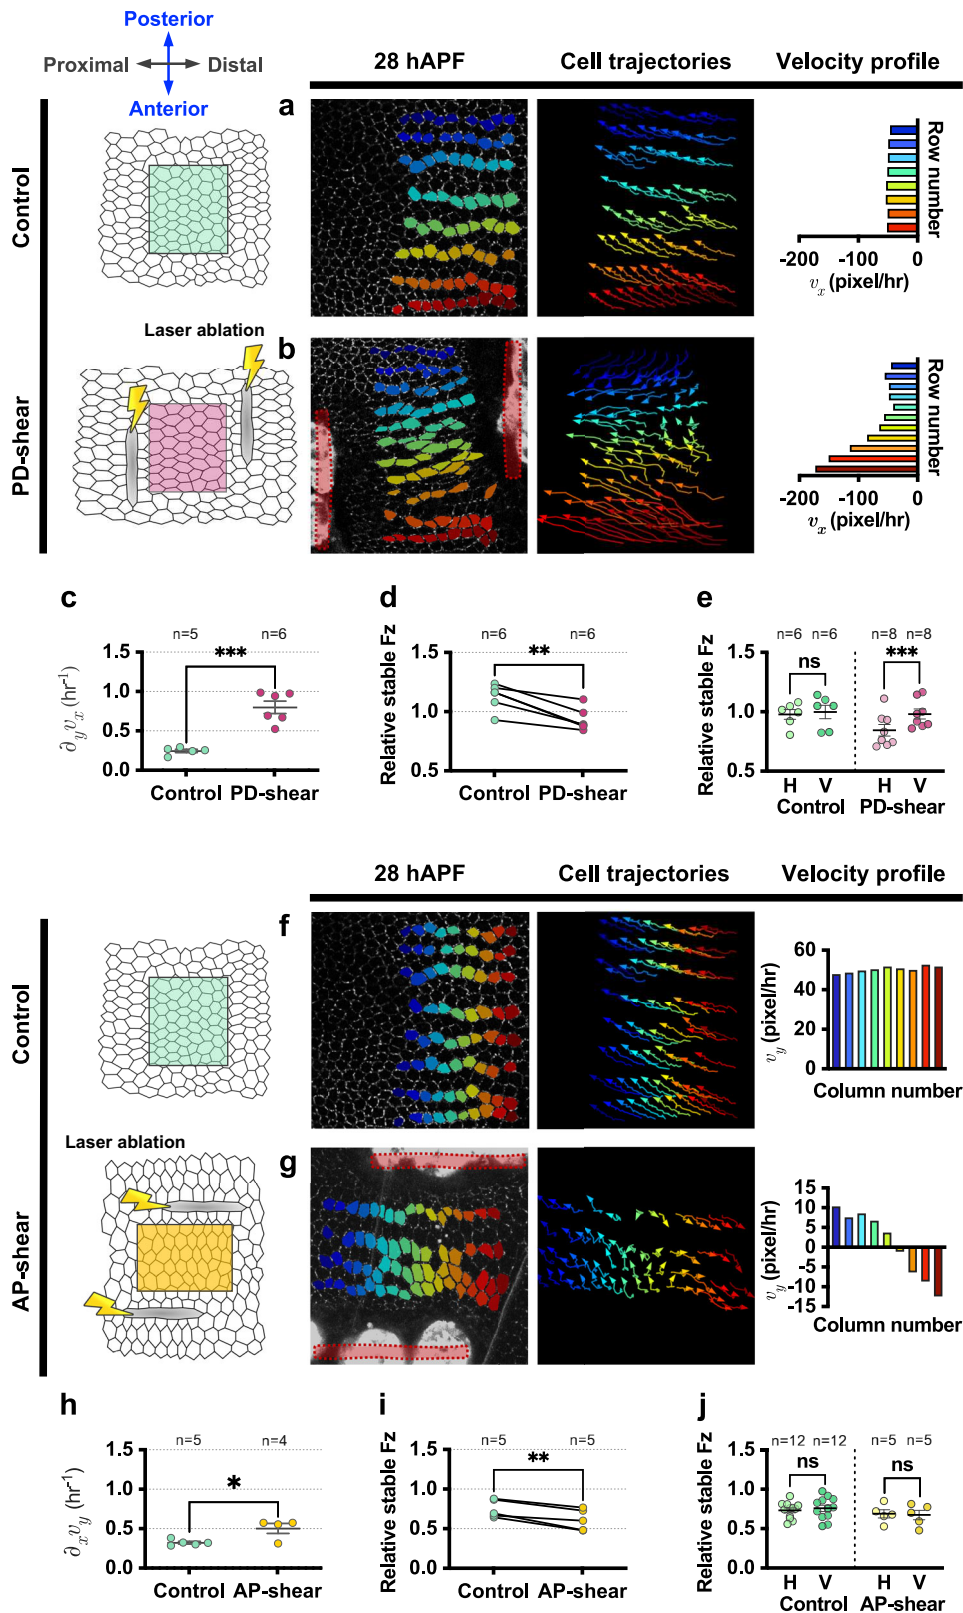 Posterior
Proximal Distal
Anterior
28 hAPF Cell trajectories Velocity profile
Control
a
Row number
-200 -100 0
v_x (pixel/hr)
Laser ablation
PD-shear
b
Row number
-200 -100 0
v_x (pixel/hr)
c
n=5 n=6
***
∂_y v_x (hr⁻¹)
1.5
1.0
0.5
0.0
Control PD-shear
d
n=6 n=6
**
Relative stable Fz
1.5
1.0
0.5
Control PD-shear
e
n=6 n=6 n=8 n=8
ns ***
Relative stable Fz
1.5
1.0
0.5
H V H V
Control PD-shear
28 hAPF Cell trajectories Velocity profile
Control
f
v_y (pixel/hr)
60
40
20
0
Column number
Laser ablation
AP-shear
g
v_y (pixel/hr)
15
10
5
0
-5
-10
-15
Column number
h
n=5 n=4
*
∂_x v_y (hr⁻¹)
1.5
1.0
0.5
0.0
Control AP-shear
i
n=5 n=5
**
Relative stable Fz
1.5
1.0
0.5
0.0
Control AP-shear
j
n=12 n=12 n=5 n=5
ns ns
Relative stable Fz
1.5
1.0
0.5
0.0
H V H V
Control AP-shear